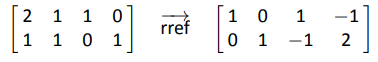 [2 1 1 0; 1 1 0 1] → rref [1 0 1 −1; 0 1 −1 2]